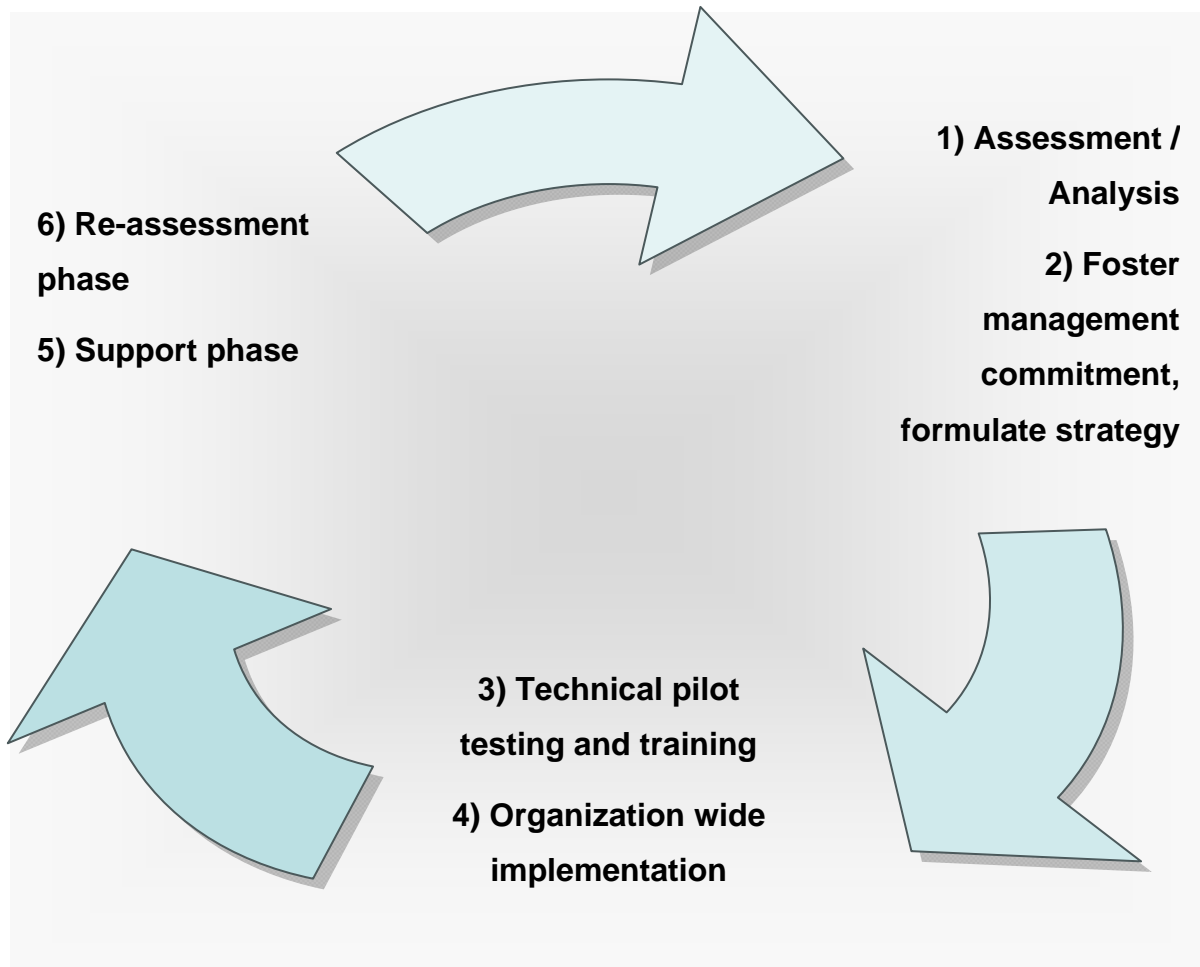 1) Assessment /
Analysis
2) Foster
management
commitment,
formulate strategy
3) Technical pilot
testing and training
4) Organization wide
implementation
6) Re-assessment
phase
5) Support phase